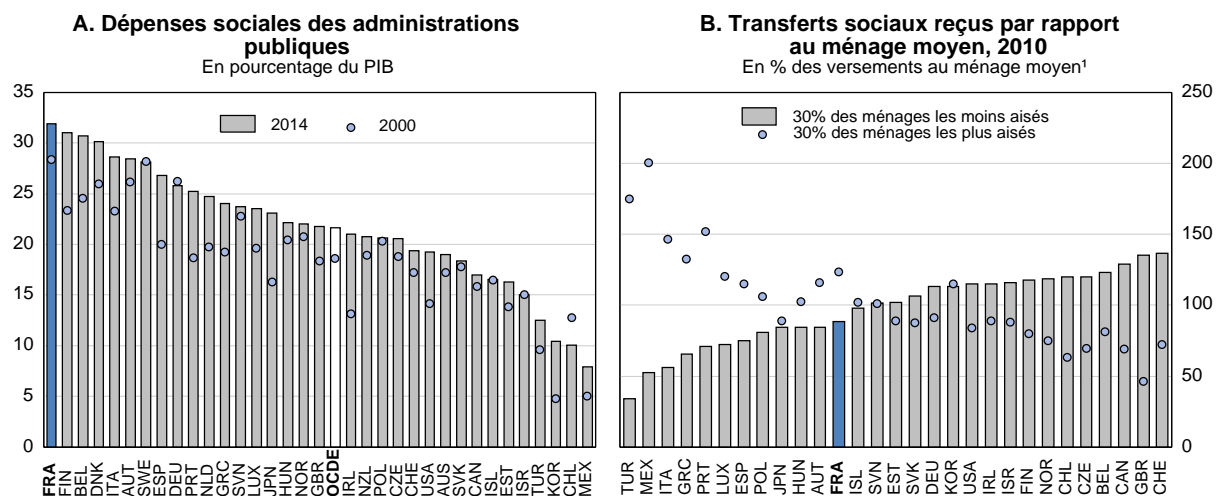 A. Dépenses sociales des administrations
publiques
En pourcentage du PIB
35
30
25
20
15
10
5
0
2014
2000
FRA
FIN
BEL
DNK
ITA
AUT
SWE
ESP
DEU
PRT
NLD
GRC
SVN
LUX
JPN
HUN
NOR
GBR
OCDE
IRL
NZL
POL
CZE
CHE
USA
AUS
SVK
CAN
ISL
EST
ISR
TUR
KOR
CHL
MEX
B. Transferts sociaux reçus par rapport
au ménage moyen, 2010
En % des versements au ménage moyen¹
250
200
150
100
50
0
30% des ménages les moins aisés
30% des ménages les plus aisés
TUR
MEX
ITA
GRC
PRT
LUX
ESP
POL
JPN
HUN
AUT
FRA
ISL
SVN
EST
SVK
DEU
KOR
USA
IRL
ISR
FIN
NOR
CHL
CZE
BEL
CAN
GBR
CHE